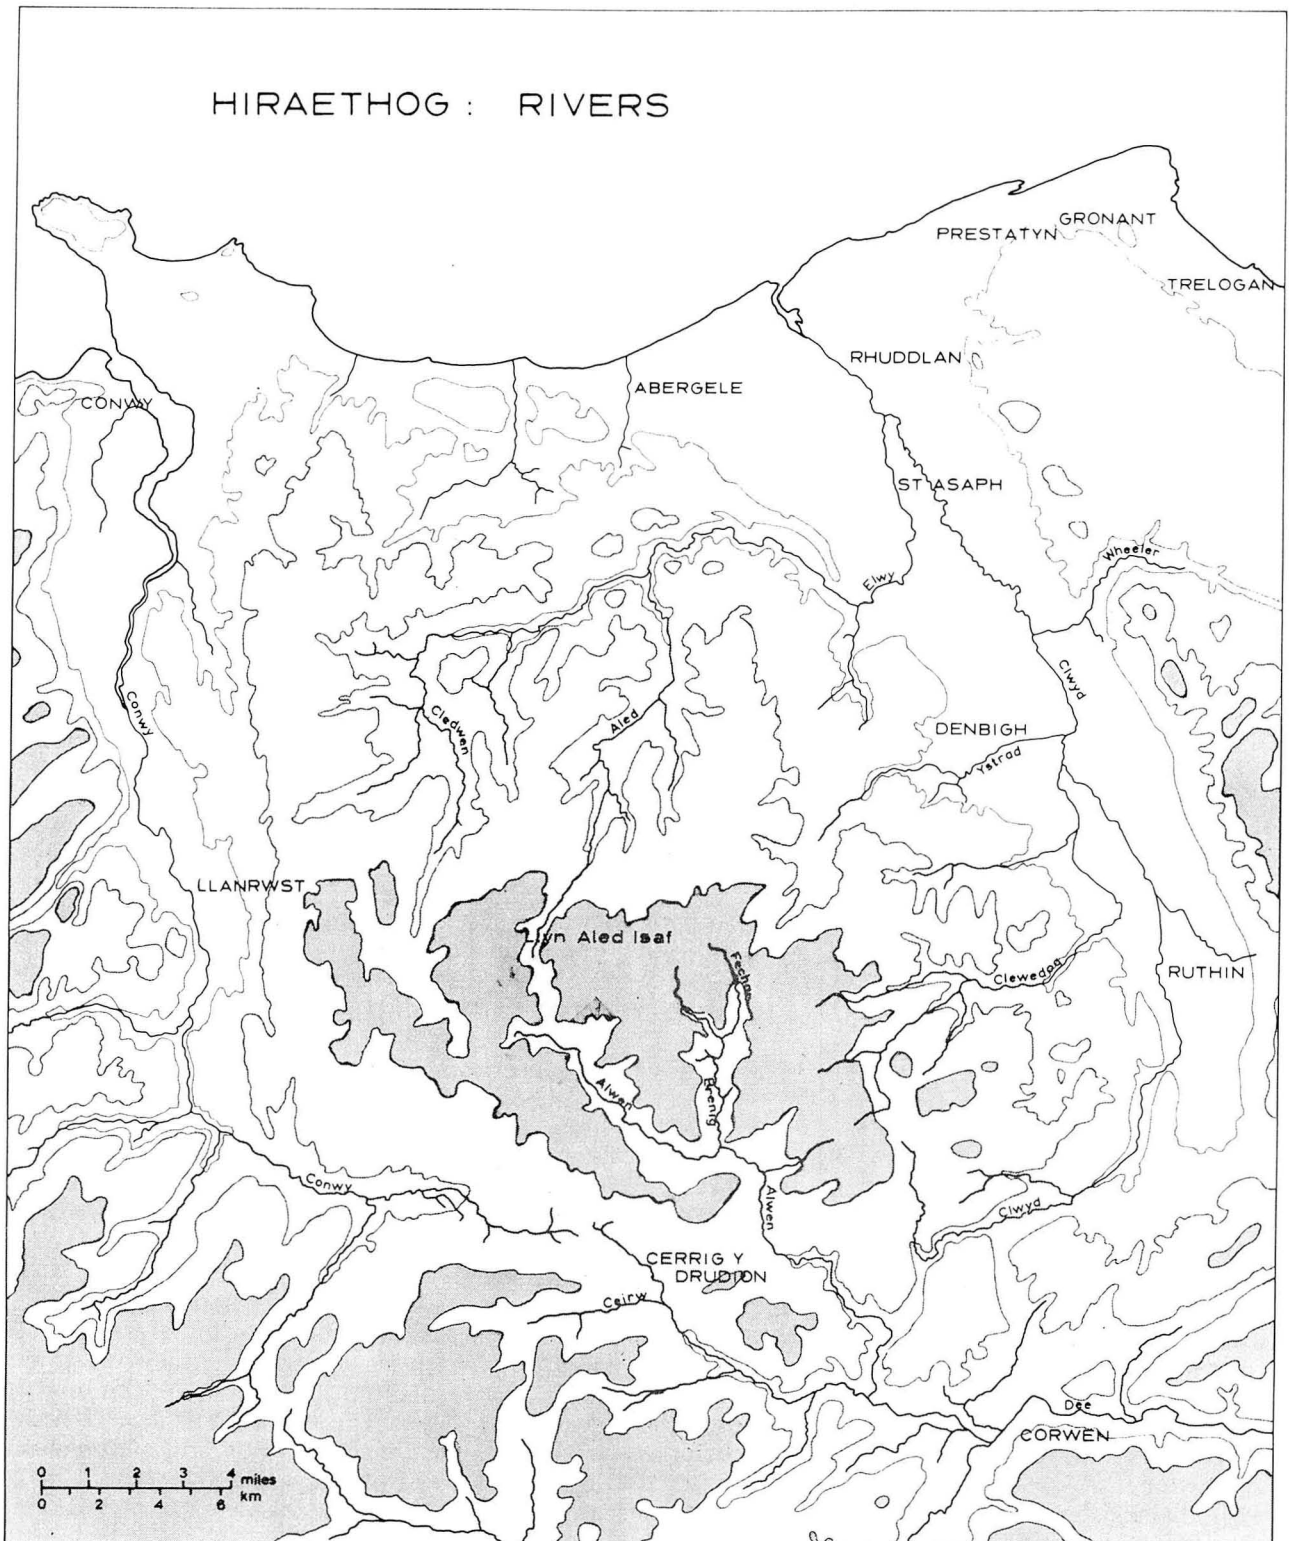 HIRAETHOG : RIVERS
GRONANT
PRESTATYN
TRELOGAN
RHUDDLAN
ABERGELE
CONWY
ST ASAPH
Wheeler
Elwy
Clwyd
Conwy
Cledwen
Aled
DENBIGH
Ystrad
LLANRWST
Llyn Aled Isaf
Fechan
Clewedog
RUTHIN
Alwen
Brenig
Conwy
Alwen
Clwyd
CERRIG Y
DRUDION
Ceirw
Dee
CORWEN
0 1 2 3 4 miles
0 2 4 6 km